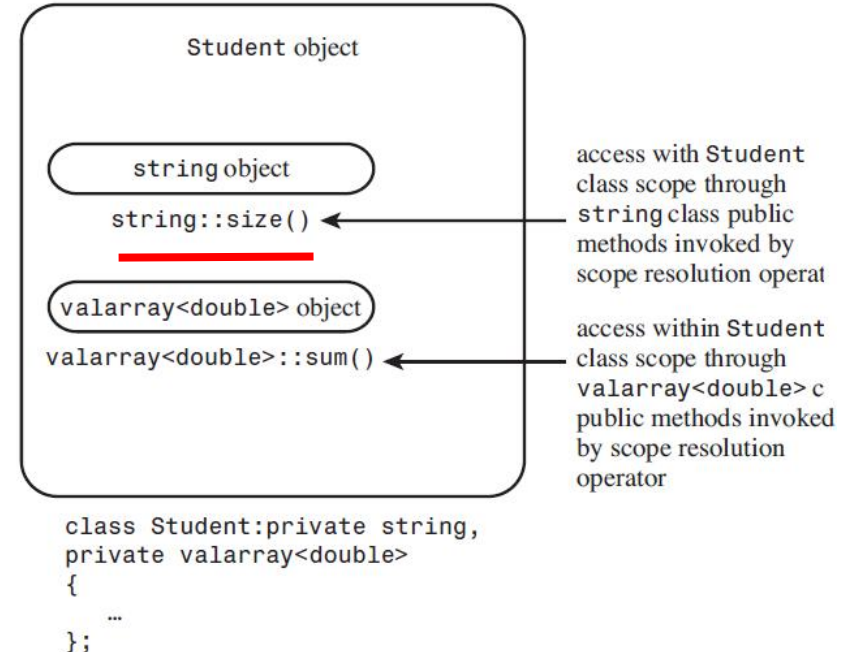 Student object
string object
string::size()
valarray<double> object
valarray<double>::sum()
access with Student
class scope through
string class public
methods invoked by
scope resolution operat
access within Student
class scope through
valarray<double> c
public methods invoked
by scope resolution
operator
class Student:private string,
private valarray<double>
{
…
};